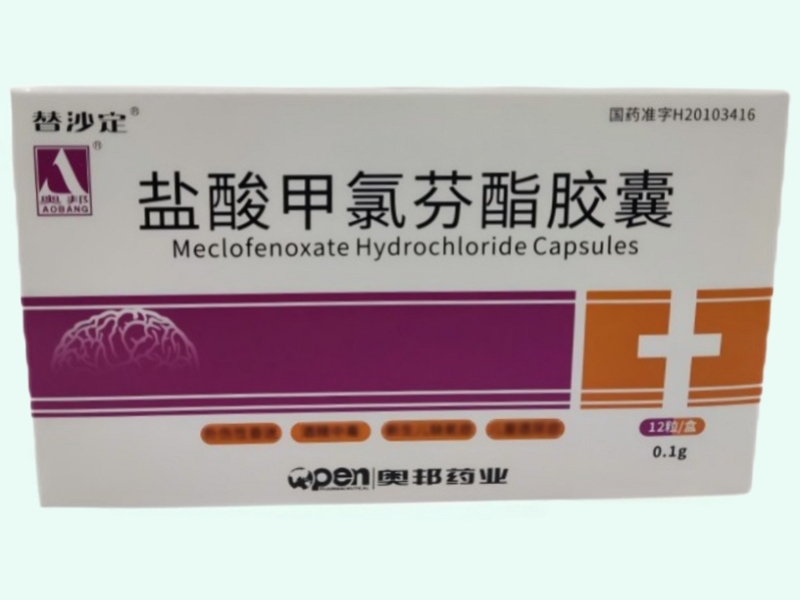 替沙定®
国药准字H20103416
®
奥邦
AOBANG
盐酸甲氯芬酯胶囊
Meclofenoxate Hydrochloride Capsules
12粒/盒
0.1g
open 奥邦药业